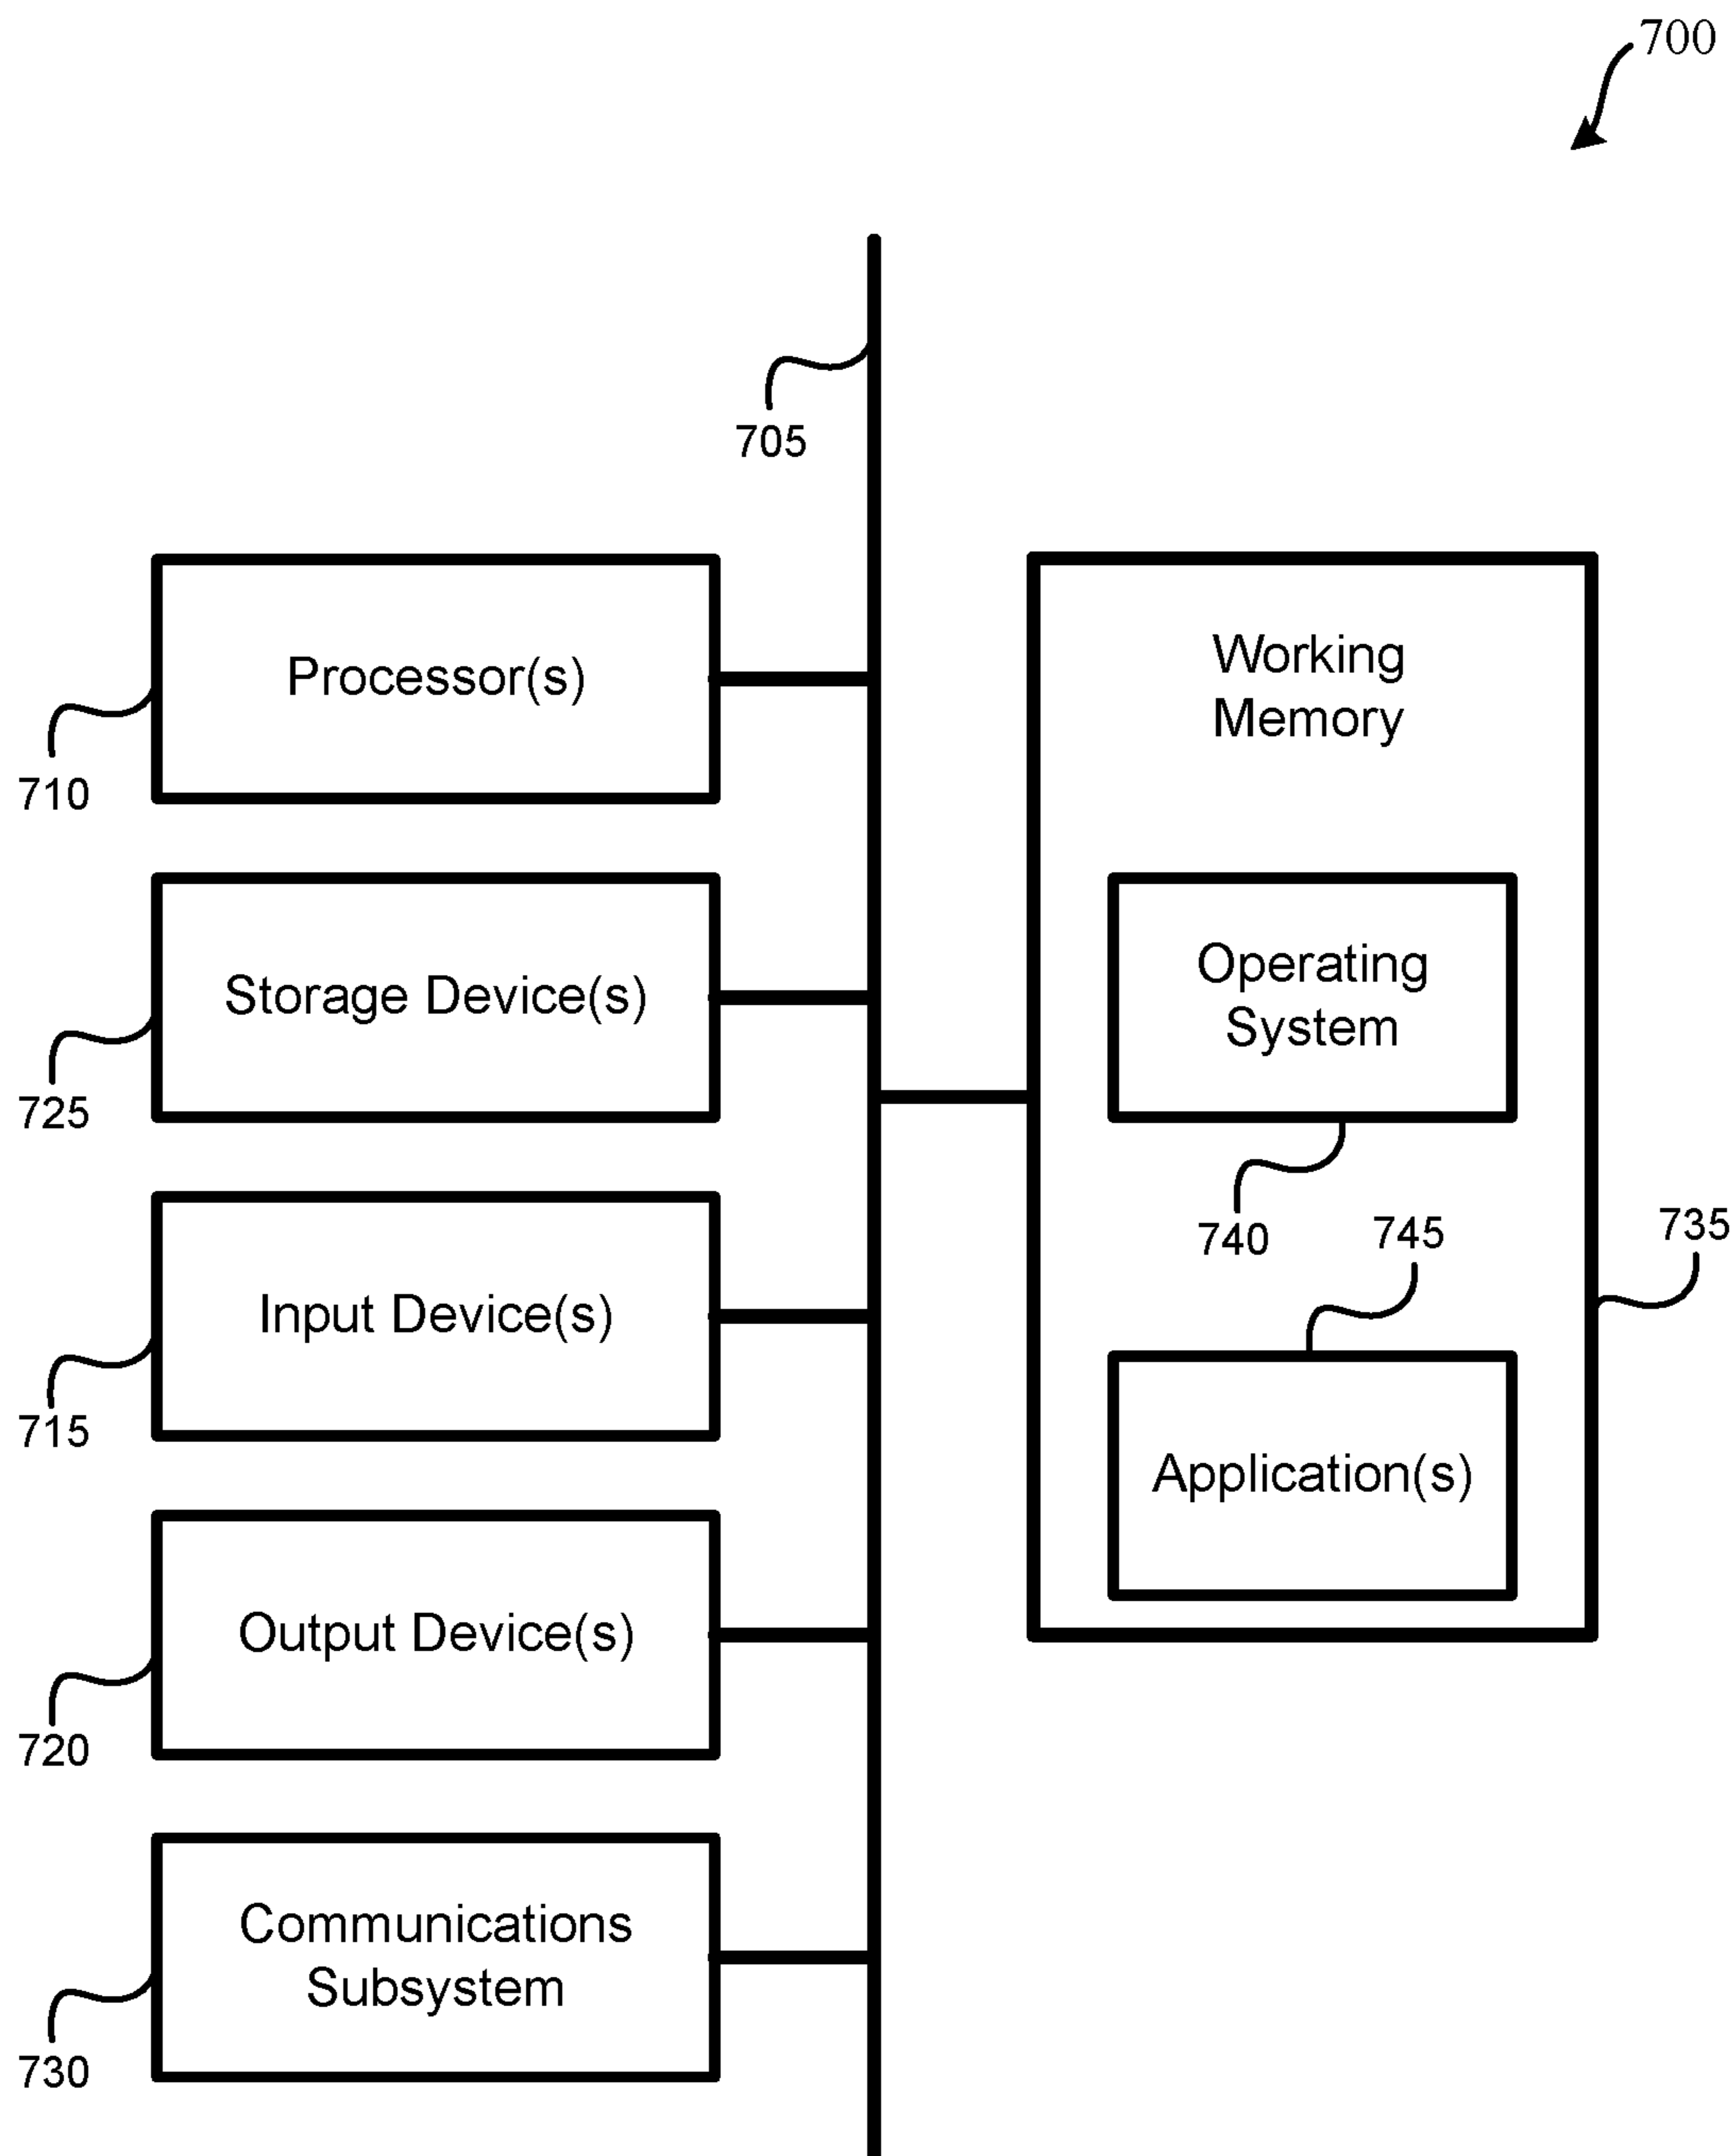 700
705
Processor(s)
710
Storage Device(s)
725
Input Device(s)
715
Output Device(s)
720
Communications
Subsystem
730
Working
Memory
Operating
System
740
745
735
Application(s)